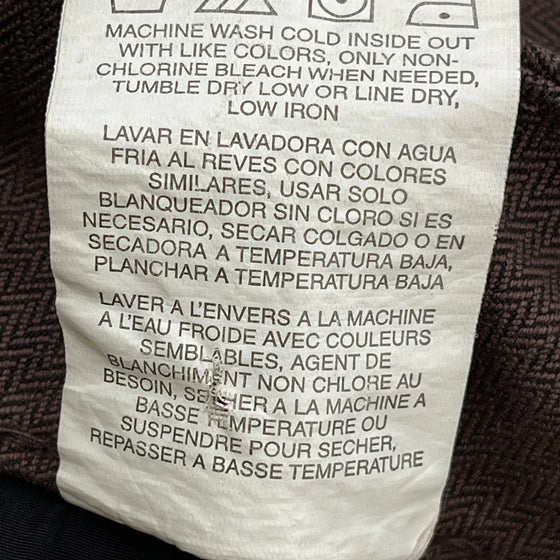 MACHINE WASH COLD INSIDE OUT
WITH LIKE COLORS, ONLY NON-
CHLORINE BLEACH WHEN NEEDED,
TUMBLE DRY LOW OR LINE DRY,
LOW IRON
LAVAR EN LAVADORA CON AGUA
FRIA AL REVES CON COLORES
SIMILARES, USAR SOLO
BLANQUEADOR SIN CLORO SI ES
NECESARIO, SECAR COLGADO O EN
SECADORA A TEMPERATURA BAJA,
PLANCHAR A TEMPERATURA BAJA
LAVER A L'ENVERS A LA MACHINE
A L'EAU FROIDE AVEC COULEURS
SEMBLABLES, AGENT DE
BLANCHIMENT NON CHLORE AU
BESOIN, SECHER A LA MACHINE A
BASSE TEMPERATURE OU
SUSPENDRE POUR SECHER,
REPASSER A BASSE TEMPERATURE